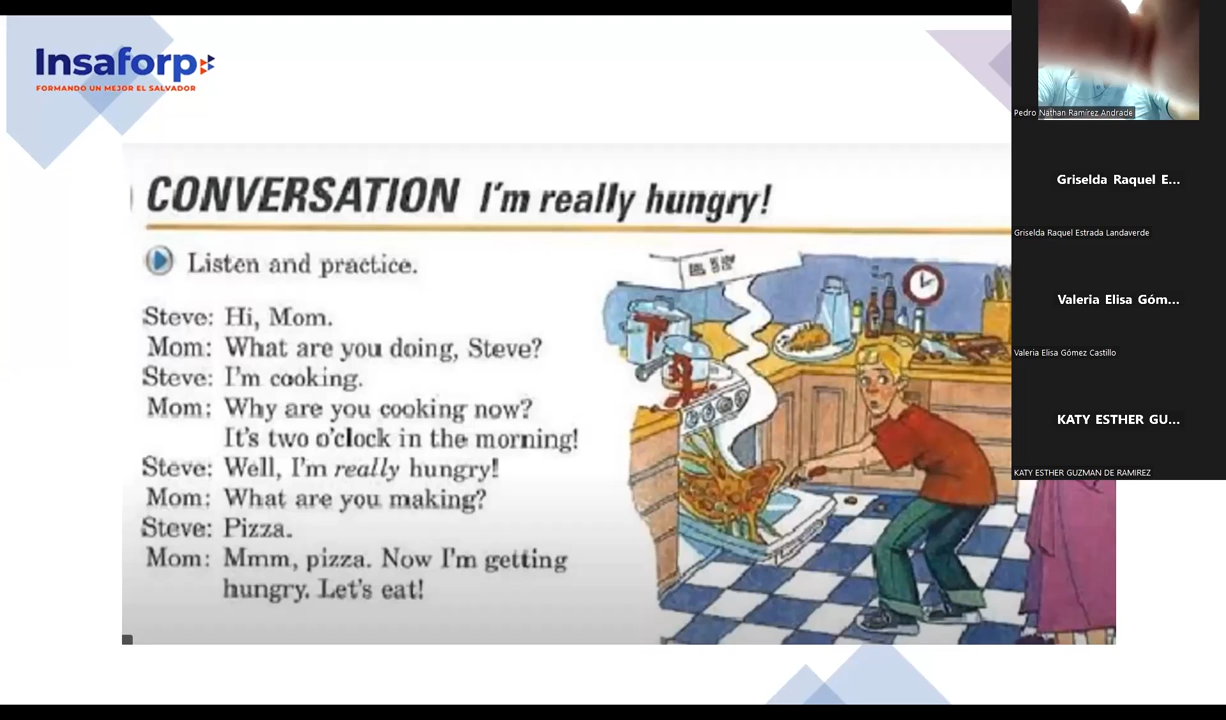 Insaforp
FORMANDO UN MEJOR EL SALVADOR
CONVERSATION I'm really hungry!
Listen and practice.
Steve: Hi, Mom.
Mom: What are you doing, Steve?
Steve: I'm cooking.
Mom: Why are you cooking now?
It's two o'clock in the morning!
Steve: Well, I'm really hungry!
Mom: What are you making?
Steve: Pizza.
Mom: Mmm, pizza. Now I'm getting
hungry. Let's eat!
Pedro Nathan Ramírez Andrade
Griselda Raquel E...
Griselda Raquel Estrada Landaverde
Valeria Elisa Góm...
Valeria Elisa Gómez Castillo
KATY ESTHER GU...
KATY ESTHER GUZMAN DE RAMIREZ